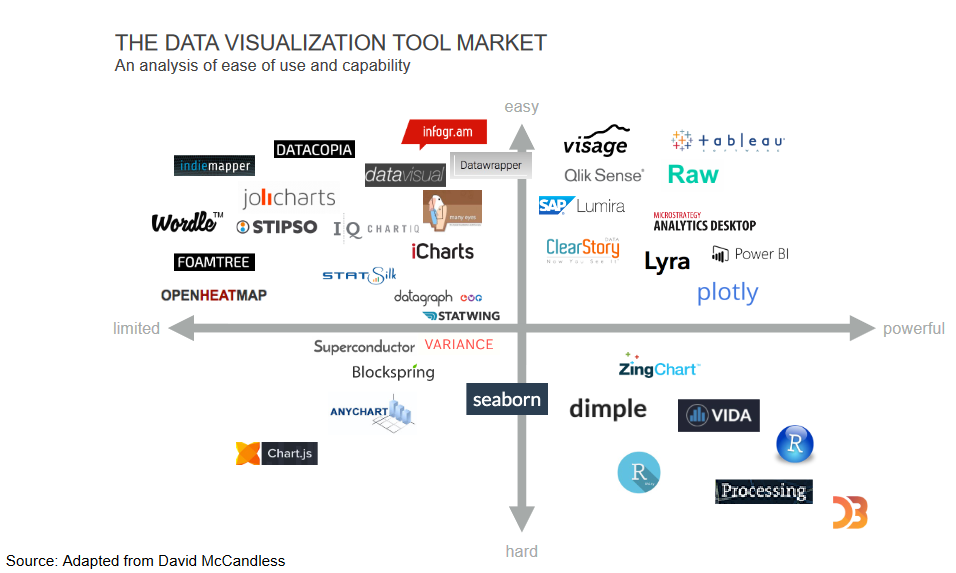 THE DATA VISUALIZATION TOOL MARKET
An analysis of ease of use and capability
easy
infogr.am
DATACOPIA
visage
tableau
SOFTWARE
indiemapper
datavisual
Datawrapper
Qlik Sense®
Raw
jolicharts
many eyes
SAP Lumira
Wordle™
STIPSO
IQ CHARTIQ
MICROSTRATEGY
ANALYTICS DESKTOP
iCharts
ClearStory
DATA
Now You See It
Lyra
Power BI
FOAMTREE
STATSilk
OPENHEATMAP
datagraph
plotly
STATWING
limited
powerful
Superconductor
VARIANCE
Blockspring
ZingChart™
seaborn
dimple
VIDA
ANYCHART
Chart.js
R
R
Processing
D3
hard
Source: Adapted from David McCandless